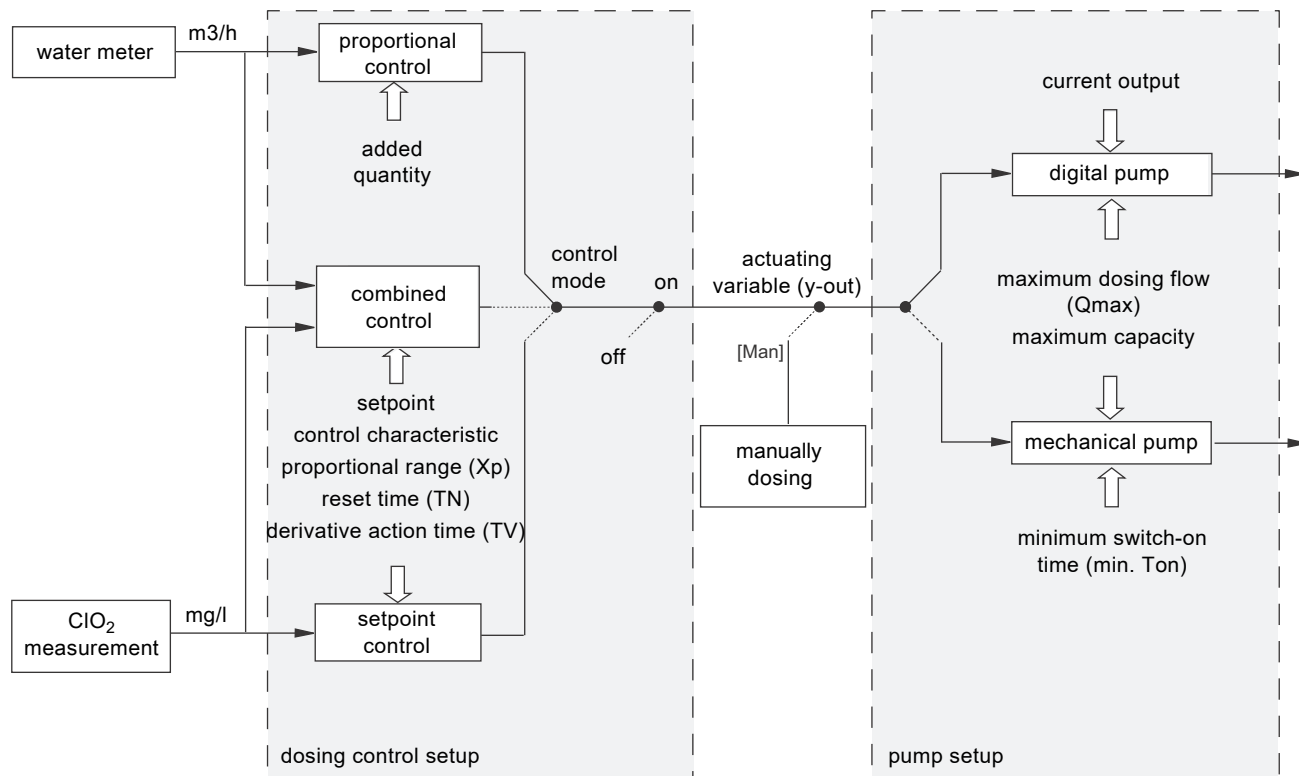 water meter
m3/h
proportional
control
added
quantity
combined
control
setpoint
control characteristic
proportional range (Xp)
reset time (TN)
derivative action time (TV)
ClO₂
measurement
mg/l
setpoint
control
dosing control setup
control
mode
on
off
actuating
variable (y-out)
[Man]
manually
dosing
current output
digital pump
maximum dosing flow
(Qmax)
maximum capacity
mechanical pump
minimum switch-on
time (min. Ton)
pump setup